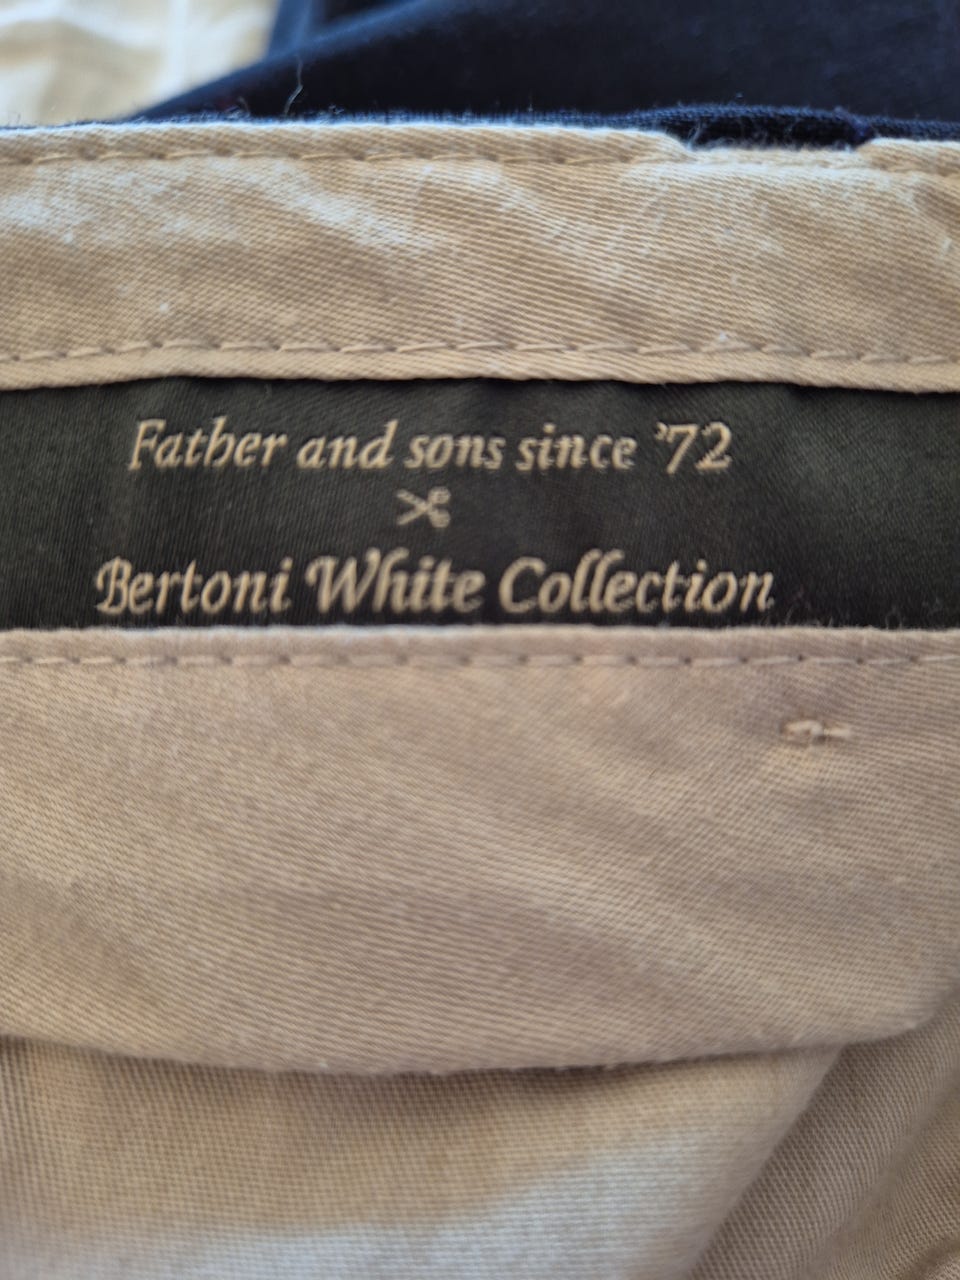 Father and sons since '72
Bertoni White Collection